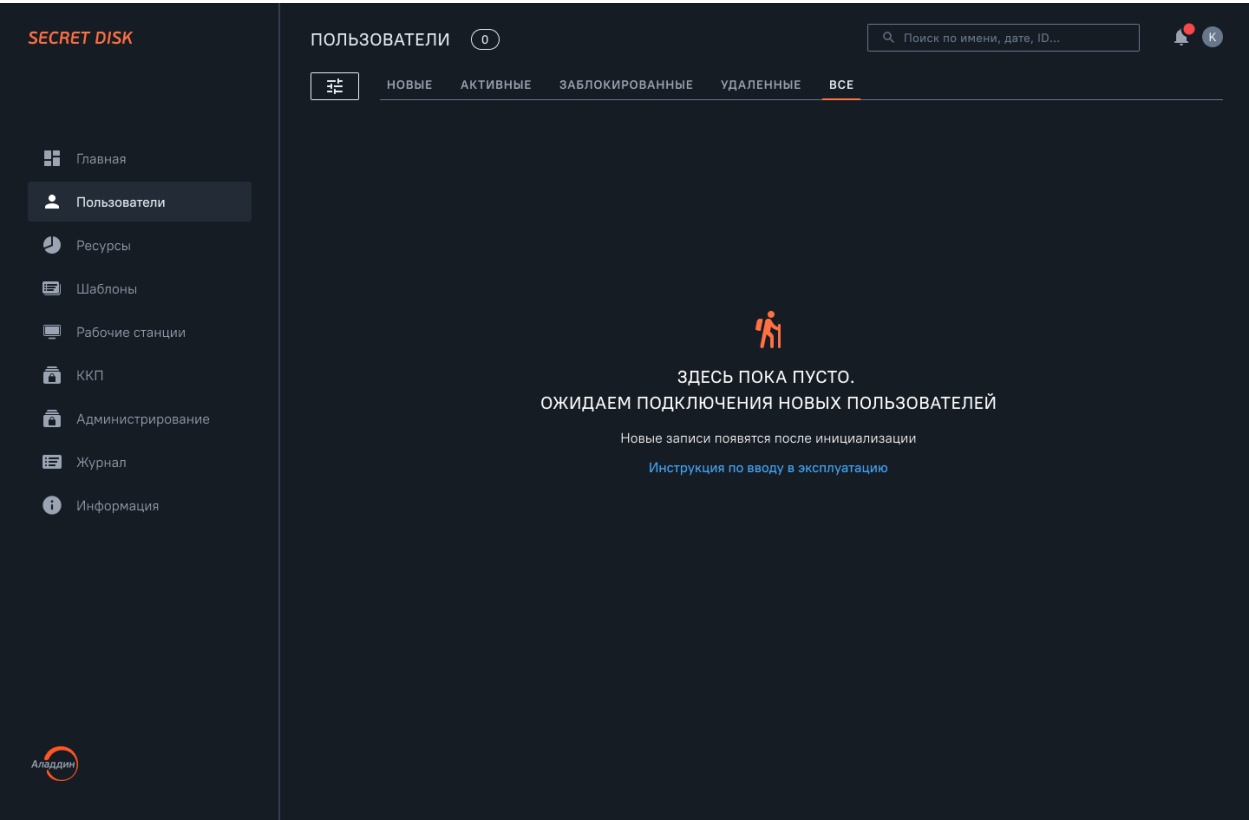 SECRET DISK
ПОЛЬЗОВАТЕЛИ 0
Поиск по имени, дате, ID...
K
НОВЫЕ АКТИВНЫЕ ЗАБЛОКИРОВАННЫЕ УДАЛЕННЫЕ ВСЕ
Главная
Пользователи
Ресурсы
Шаблоны
Рабочие станции
ККП
Администрирование
Журнал
Информация
ЗДЕСЬ ПОКА ПУСТО.
ОЖИДАЕМ ПОДКЛЮЧЕНИЯ НОВЫХ ПОЛЬЗОВАТЕЛЕЙ
Новые записи появятся после инициализации
Инструкция по вводу в эксплуатацию
Аладдин